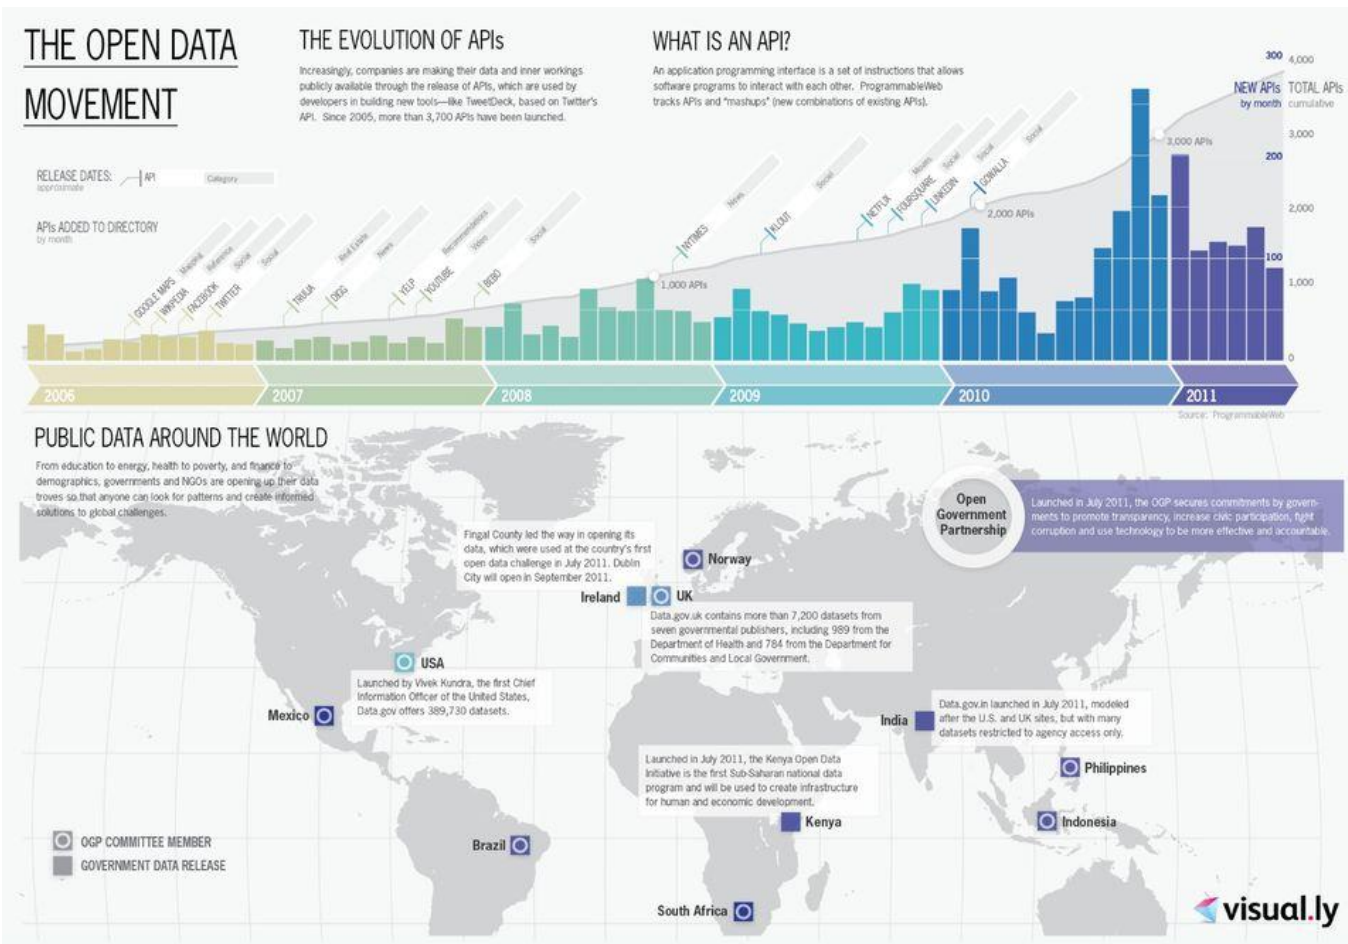 THE OPEN DATA
MOVEMENT
THE EVOLUTION OF APIs
Increasingly, companies are making their data and inner workings
publicly available through the release of APIs, which are used by
developers in building new tools—like TweetDeck, based on Twitter's
API. Since 2005, more than 3,700 APIs have been launched.
WHAT IS AN API?
An application programming interface is a set of instructions that allows
software programs to interact with each other. ProgrammableWeb
tracks APIs and "mashups" (new combinations of existing APIs).
300 4,000
NEW APIs TOTAL APIs
by month cumulative
3,000
200
2,000
100
1,000
0
RELEASE DATES:
approximate
API
Category
APIs ADDED TO DIRECTORY
by month
GOOGLE MAPS Mapping
WIKIPEDIA Reference
FACEBOOK Social
TWITTER Social
TRULIA Real Estate
DIGG News
YELP Recommendations
YOUTUBE Video
BEBO Social
NYTIMES News
KLOUT Social
NETFLIX Movies
FOURSQUARE Social
LINKEDIN Social
GOWALLA Social
1,000 APIs
2,000 APIs
3,000 APIs
2006
2007
2008
2009
2010
2011
Source: ProgrammableWeb
PUBLIC DATA AROUND THE WORLD
From education to energy, health to poverty, and finance to
demographics, governments and NGOs are opening up their data
troves so that anyone can look for patterns and create informed
solutions to global challenges.
Open
Government
Partnership
Launched in July 2011, the OGP secures commitments by govern-
ments to promote transparency, increase civic participation, fight
corruption and use technology to be more effective and accountable.
Fingal County led the way in opening its
data, which were used at the country's first
open data challenge in July 2011. Dublin
City will open in September 2011.
Norway
Ireland
UK
Data.gov.uk contains more than 7,200 datasets from
seven governmental publishers, including 989 from the
Department of Health and 784 from the Department for
Communities and Local Government.
USA
Launched by Vivek Kundra, the first Chief
Information Officer of the United States,
Data.gov offers 389,730 datasets.
Mexico
India
Data.gov.in launched in July 2011, modeled
after the U.S. and UK sites, but with many
datasets restricted to agency access only.
Launched in July 2011, the Kenya Open Data
Initiative is the first Sub-Saharan national data
program and will be used to create infrastructure
for human and economic development.
Philippines
Kenya
Indonesia
Brazil
South Africa
OGP COMMITTEE MEMBER
GOVERNMENT DATA RELEASE
visual.ly